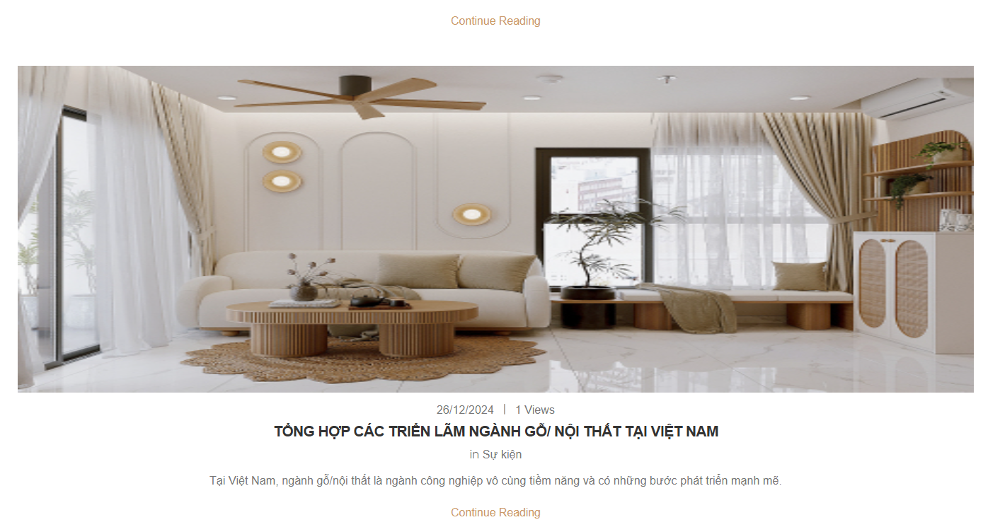 Continue Reading
26/12/2024 | 1 Views
TỔNG HỢP CÁC TRIỂN LÃM NGÀNH GỖ/ NỘI THẤT TẠI VIỆT NAM
in Sự kiện
Tại Việt Nam, ngành gỗ/nội thất là ngành công nghiệp vô cùng tiềm năng và có những bước phát triển mạnh mẽ.
Continue Reading